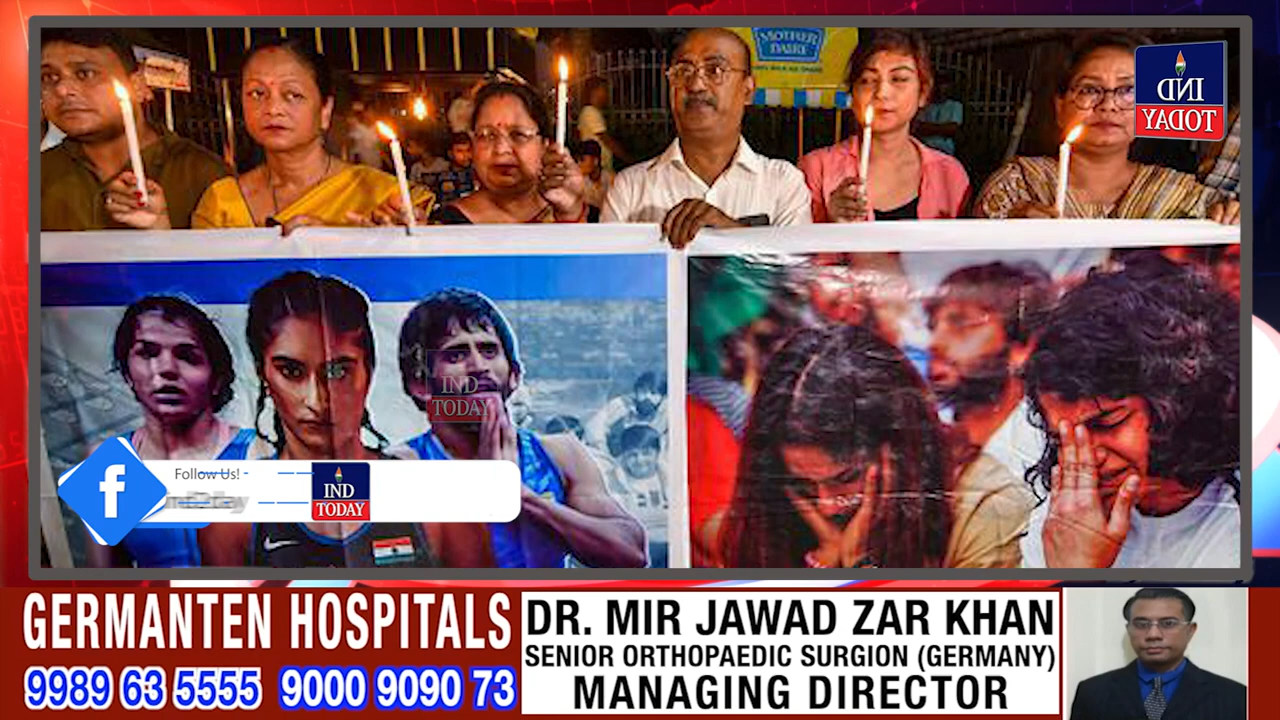 MOTHER
DAIRY
IND
TODAY
IND
TODAY
Follow Us!
IND
TODAY
GERMANTEN HOSPITALS
9989 63 5555 9000 9090 73
DR. MIR JAWAD ZAR KHAN
SENIOR ORTHOPAEDIC SURGION (GERMANY)
MANAGING DIRECTOR